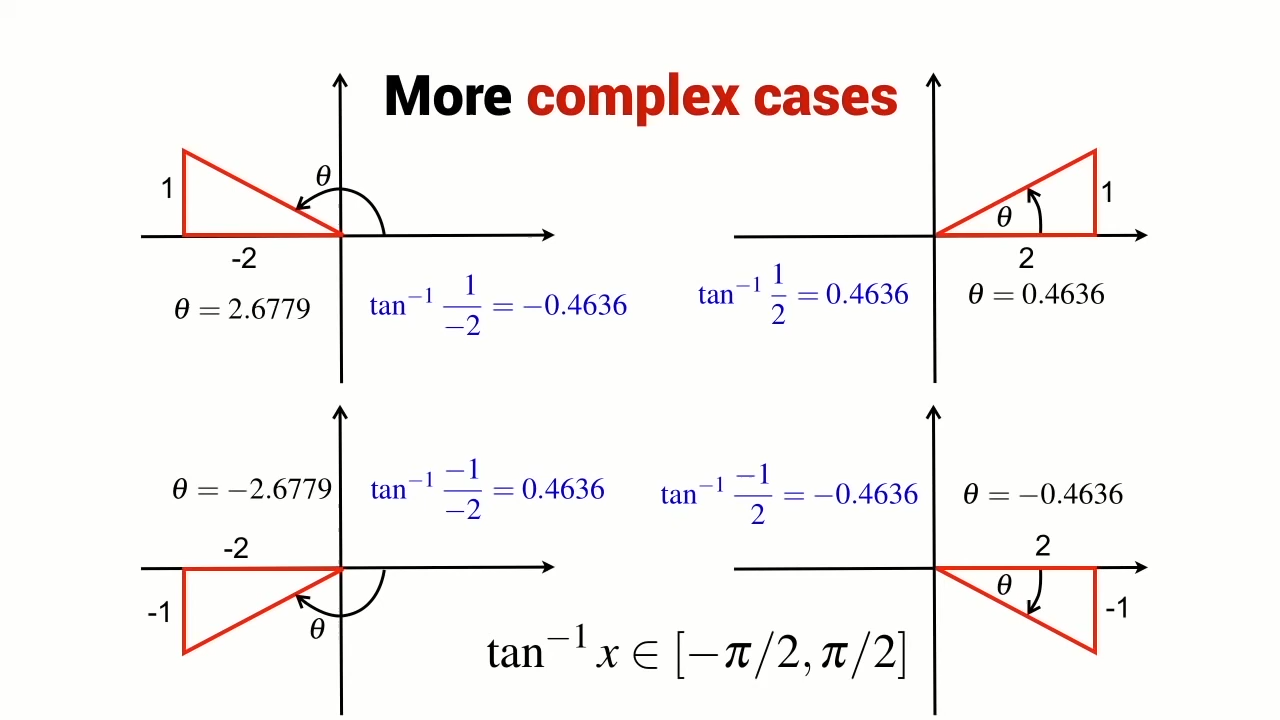 More complex cases
θ
1
-2
θ = 2.6779
tan⁻¹ 1/−2 = −0.4636
θ
1
2
tan⁻¹ 1/2 = 0.4636
θ = 0.4636
θ = −2.6779
tan⁻¹ −1/−2 = 0.4636
-2
-1
θ
tan⁻¹ −1/2 = −0.4636
θ = −0.4636
2
θ
-1
tan⁻¹ x ∈ [−π/2, π/2]